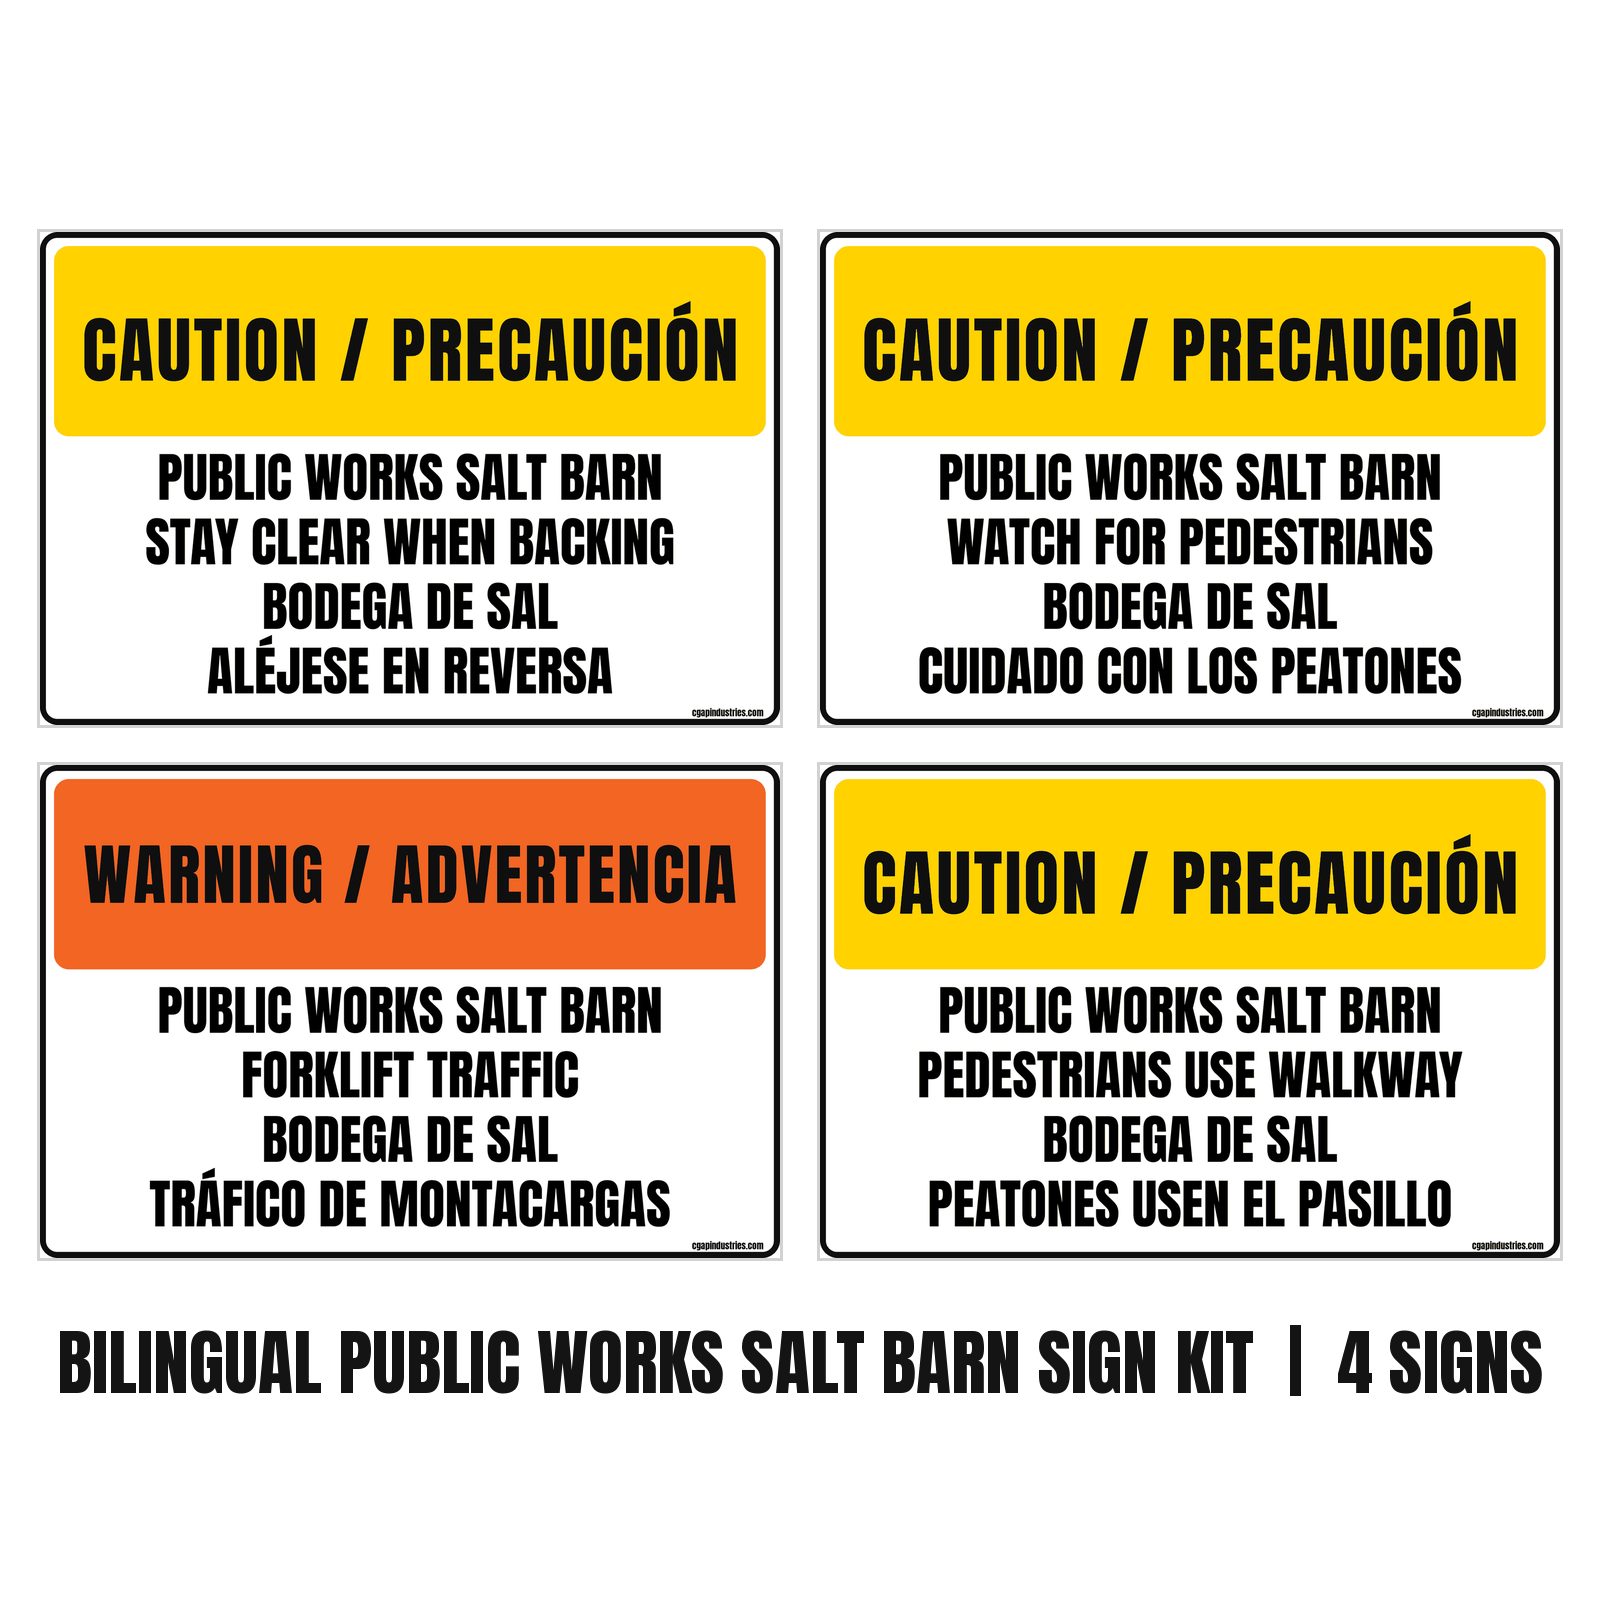 CAUTION / PRECAUCIÓN
PUBLIC WORKS SALT BARN
STAY CLEAR WHEN BACKING
BODEGA DE SAL
ALÉJESE EN REVERSA
cgapindustries.com
CAUTION / PRECAUCIÓN
PUBLIC WORKS SALT BARN
WATCH FOR PEDESTRIANS
BODEGA DE SAL
CUIDADO CON LOS PEATONES
cgapindustries.com
WARNING / ADVERTENCIA
PUBLIC WORKS SALT BARN
FORKLIFT TRAFFIC
BODEGA DE SAL
TRÁFICO DE MONTACARGAS
cgapindustries.com
CAUTION / PRECAUCIÓN
PUBLIC WORKS SALT BARN
PEDESTRIANS USE WALKWAY
BODEGA DE SAL
PEATONES USEN EL PASILLO
cgapindustries.com
BILINGUAL PUBLIC WORKS SALT BARN SIGN KIT | 4 SIGNS